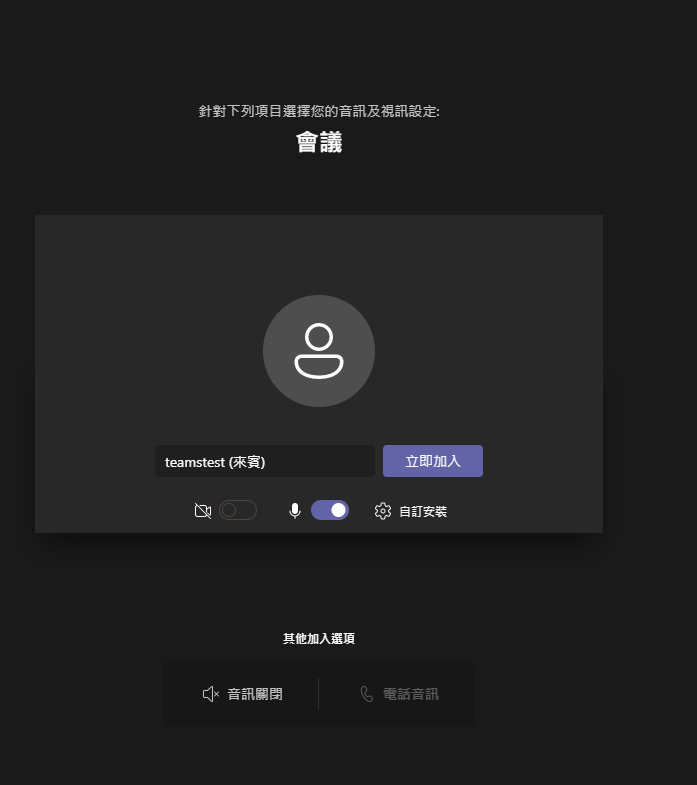 針對下列項目選擇您的音訊及視訊設定:
會議
teamstest (來賓)
立即加入
自訂安裝
其他加入選項
音訊關閉
電話音訊